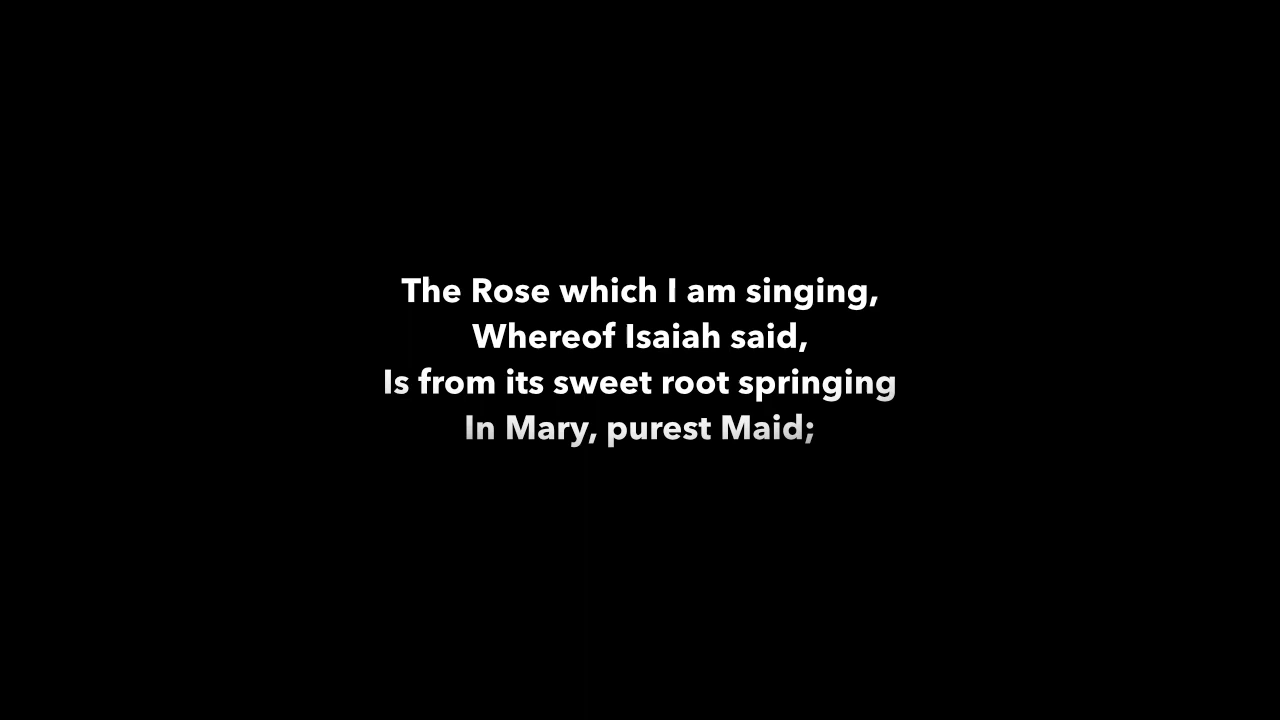 The Rose which I am singing,
Whereof Isaiah said,
Is from its sweet root springing
In Mary, purest Maid;